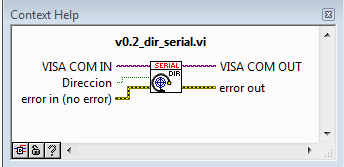 Context Help
v0.2_dir_serial.vi
VISA COM IN
SERIAL
VISA COM OUT
Direccion
DIR
error in (no error)
error out
?